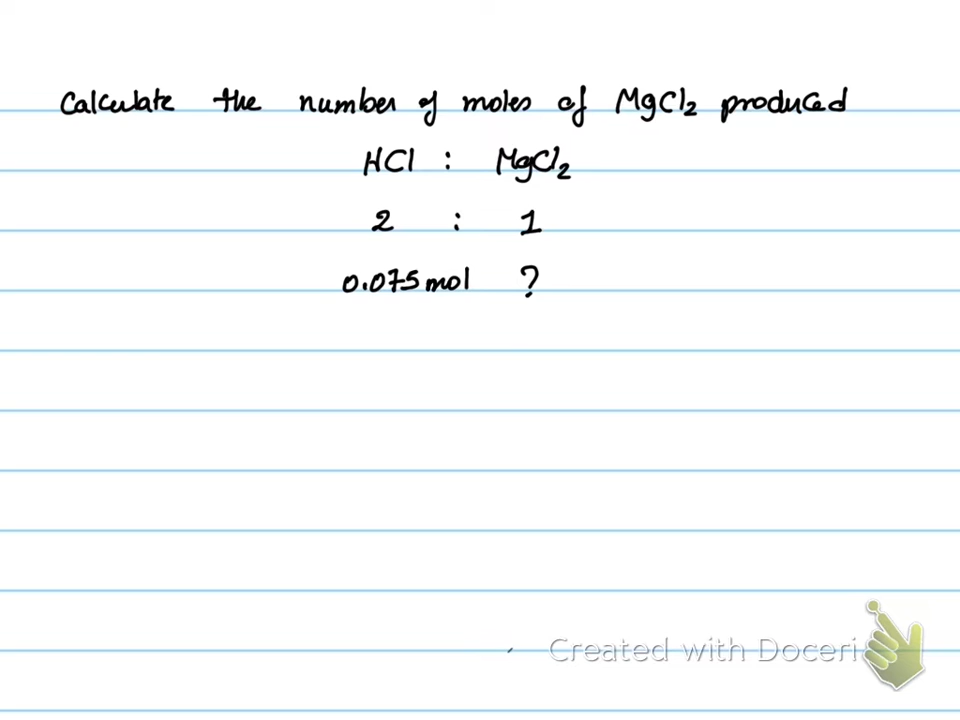 Calculate the number of moles of MgCl2 produced
HCl : MgCl2
2 : 1
0.075 mol ?
Created with Doceri